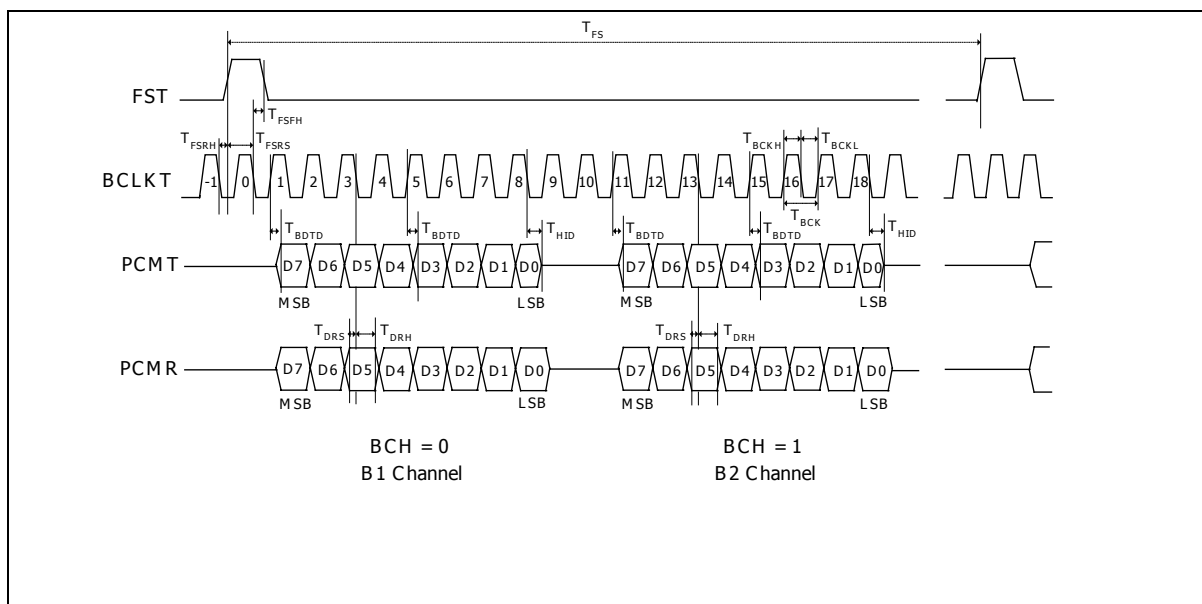 TFS
FST
TFSFH
TFSRH TFSRS TBCKH TBCKL
BCLKT -1 0 1 2 3 4 5 6 7 8 9 10 11 12 13 14 15 16 17 18
TBCK
TBDTD TBDTD THID TBDTD TBDTD THID
PCMT D7 D6 D5 D4 D3 D2 D1 D0 D7 D6 D5 D4 D3 D2 D1 D0
MSB LSB MSB LSB
TDRS TDRH TDRS TDRH
PCMR D7 D6 D5 D4 D3 D2 D1 D0 D7 D6 D5 D4 D3 D2 D1 D0
MSB LSB MSB LSB
BCH = 0 BCH = 1
B1 Channel B2 Channel